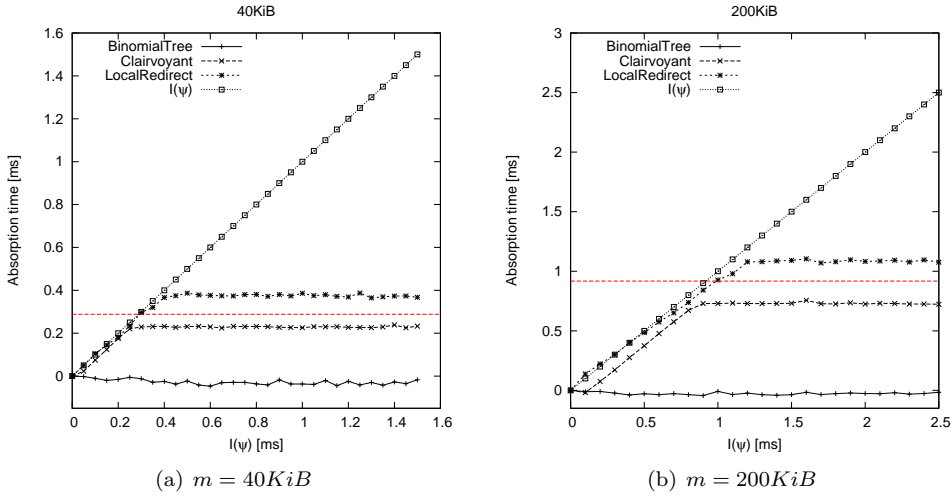 40KiB
1.6
1.4
1.2
1
0.8
0.6
0.4
0.2
0
Absorption time [ms]
BinomialTree
Clairvoyant
LocalRedirect
I(ψ)
0 0.2 0.4 0.6 0.8 1.0 1.2 1.4 1.6
I(ψ) [ms]
(a) m = 40KiB
200KiB
3
2.5
2
1.5
1
0.5
0
Absorption time [ms]
BinomialTree
Clairvoyant
LocalRedirect
I(ψ)
0 0.5 1.0 1.5 2.0 2.5
I(ψ) [ms]
(b) m = 200KiB